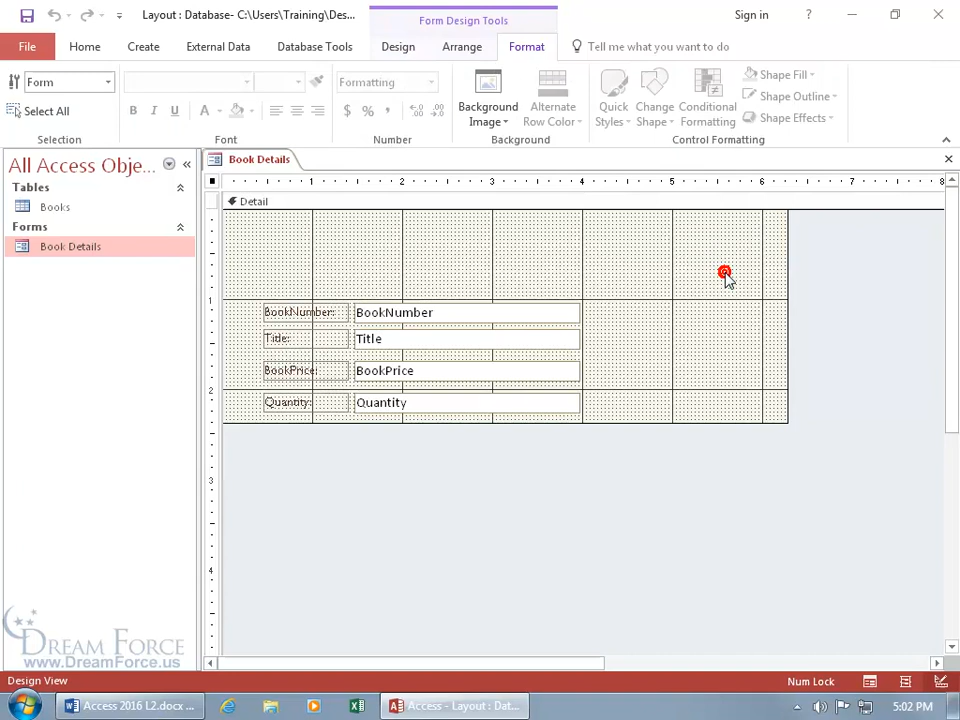 Layout : Database- C:\Users\Training\Des...
Form Design Tools
Sign in
?
File
Home
Create
External Data
Database Tools
Design
Arrange
Format
Tell me what you want to do
Form
Select All
Selection
B I U A
Font
Formatting
$ % ,
Number
Background Image
Alternate Row Color
Background
Quick Styles
Change Shape
Conditional Formatting
Shape Fill
Shape Outline
Shape Effects
Control Formatting
All Access Obje...
Tables
Books
Forms
Book Details
Book Details
1 2 3 4 5 6 7 8
Detail
1
BookNumber: BookNumber
Title: Title
BookPrice: BookPrice
2
Quantity: Quantity
3
4
DREAM FORCE
www.DreamForce.us
Design View
Num Lock
Access 2016 L2.docx ...
Access - Layout : Dat...
5:02 PM